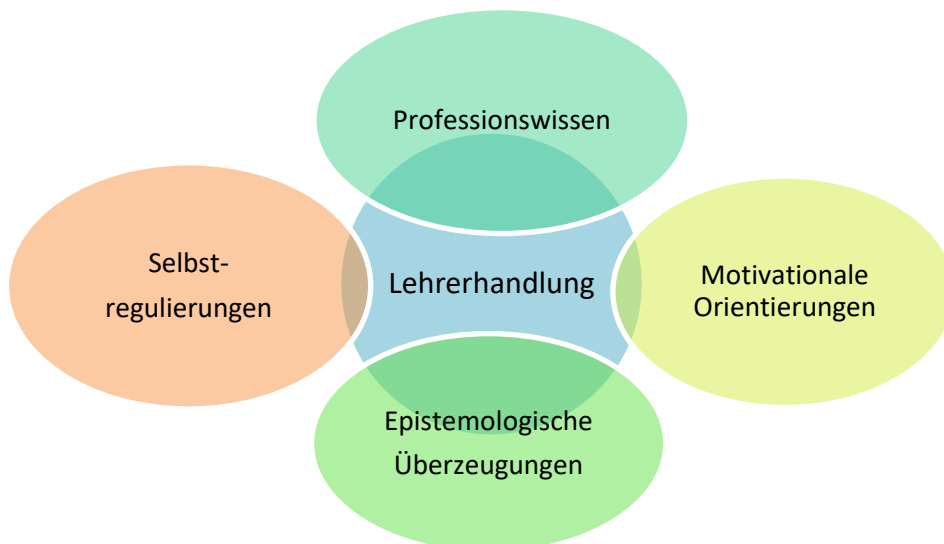 Professionswissen
Selbst-
regulierungen
Lehrerhandlung
Motivationale
Orientierungen
Epistemologische
Überzeugungen